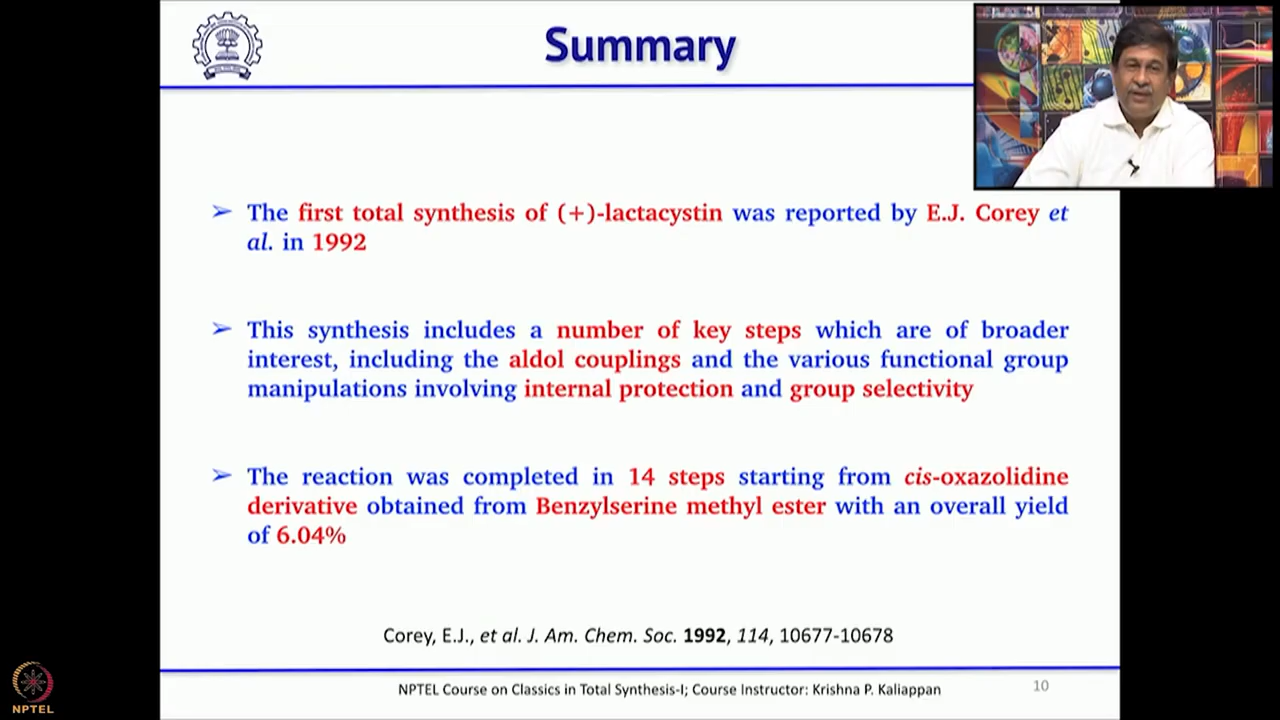 Summary
➢ The first total synthesis of (+)-lactacystin was reported by E.J. Corey et
al. in 1992
➢ This synthesis includes a number of key steps which are of broader
interest, including the aldol couplings and the various functional group
manipulations involving internal protection and group selectivity
➢ The reaction was completed in 14 steps starting from cis-oxazolidine
derivative obtained from Benzylserine methyl ester with an overall yield
of 6.04%
Corey, E.J., et al. J. Am. Chem. Soc. 1992, 114, 10677-10678
NPTEL Course on Classics in Total Synthesis-I; Course Instructor: Krishna P. Kaliappan
10
NPTEL